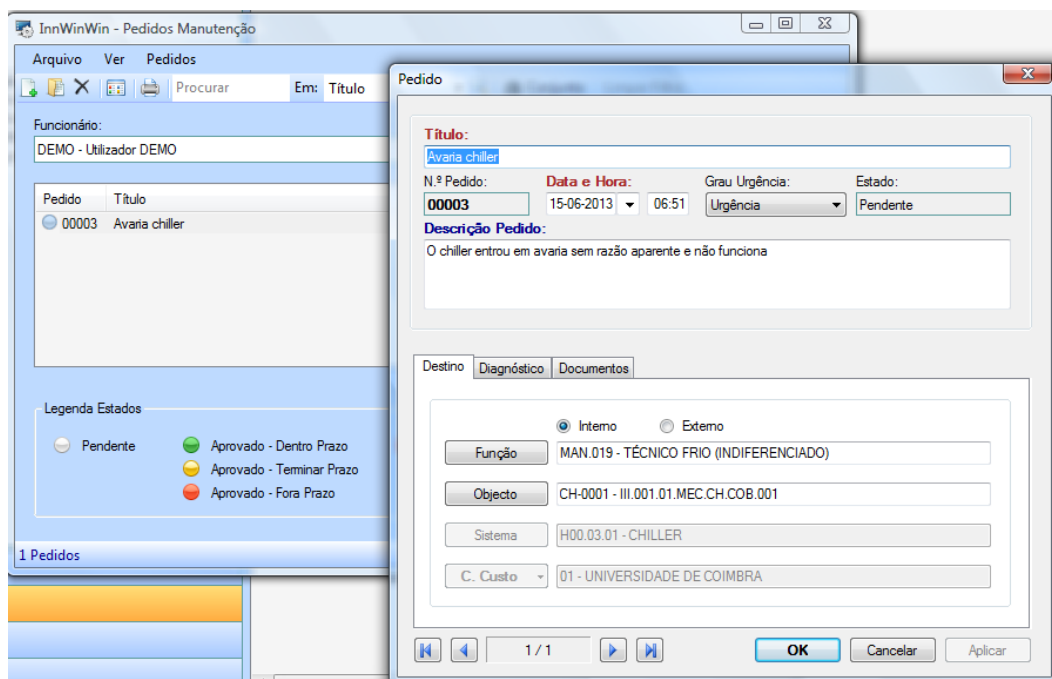 InnWinWin - Pedidos Manutenção
Arquivo Ver Pedidos
Procurar Em: Título
Funcionário:
DEMO - Utilizador DEMO
Pedido Título
00003 Avaria chiller
Legenda Estados
Pendente Aprovado - Dentro Prazo
Aprovado - Terminar Prazo
Aprovado - Fora Prazo
1 Pedidos
Pedido
Título:
Avaria chiller
N.º Pedido: Data e Hora: Grau Urgência: Estado:
00003 15-06-2013 06:51 Urgência Pendente
Descrição Pedido:
O chiller entrou em avaria sem razão aparente e não funciona
Destino Diagnóstico Documentos
Interno Externo
Função MAN.019 - TÉCNICO FRIO (INDIFERENCIADO)
Objecto CH-0001 - III.001.01.MEC.CH.COB.001
Sistema H00.03.01 - CHILLER
C. Custo 01 - UNIVERSIDADE DE COIMBRA
1 / 1 OK Cancelar Aplicar